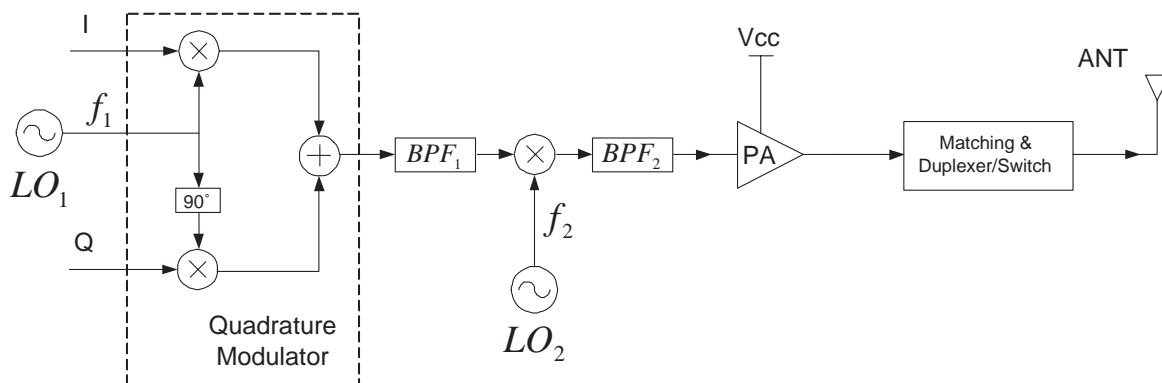 I
f₁
LO₁
90°
Q
Quadrature
Modulator
BPF₁
f₂
LO₂
BPF₂
Vcc
PA
Matching &
Duplexer/Switch
ANT